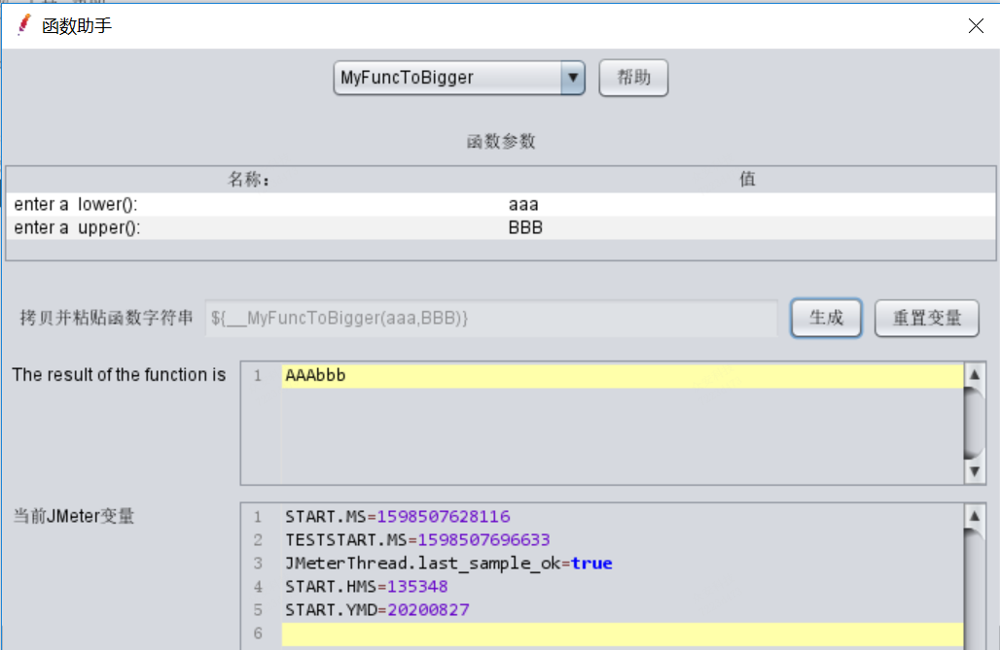 函数助手
MyFuncToBigger
帮助
函数参数
名称：
值
enter a  lower():
aaa
enter a  upper():
BBB
拷贝并粘贴函数字符串
${__MyFuncToBigger(aaa,BBB)}
生成
重置变量
The result of the function is
1
AAAbbb
当前JMeter变量
1 START.MS=1598507628116
2 TESTSTART.MS=1598507696633
3 JMeterThread.last_sample_ok=true
4 START.HMS=135348
5 START.YMD=20200827
6